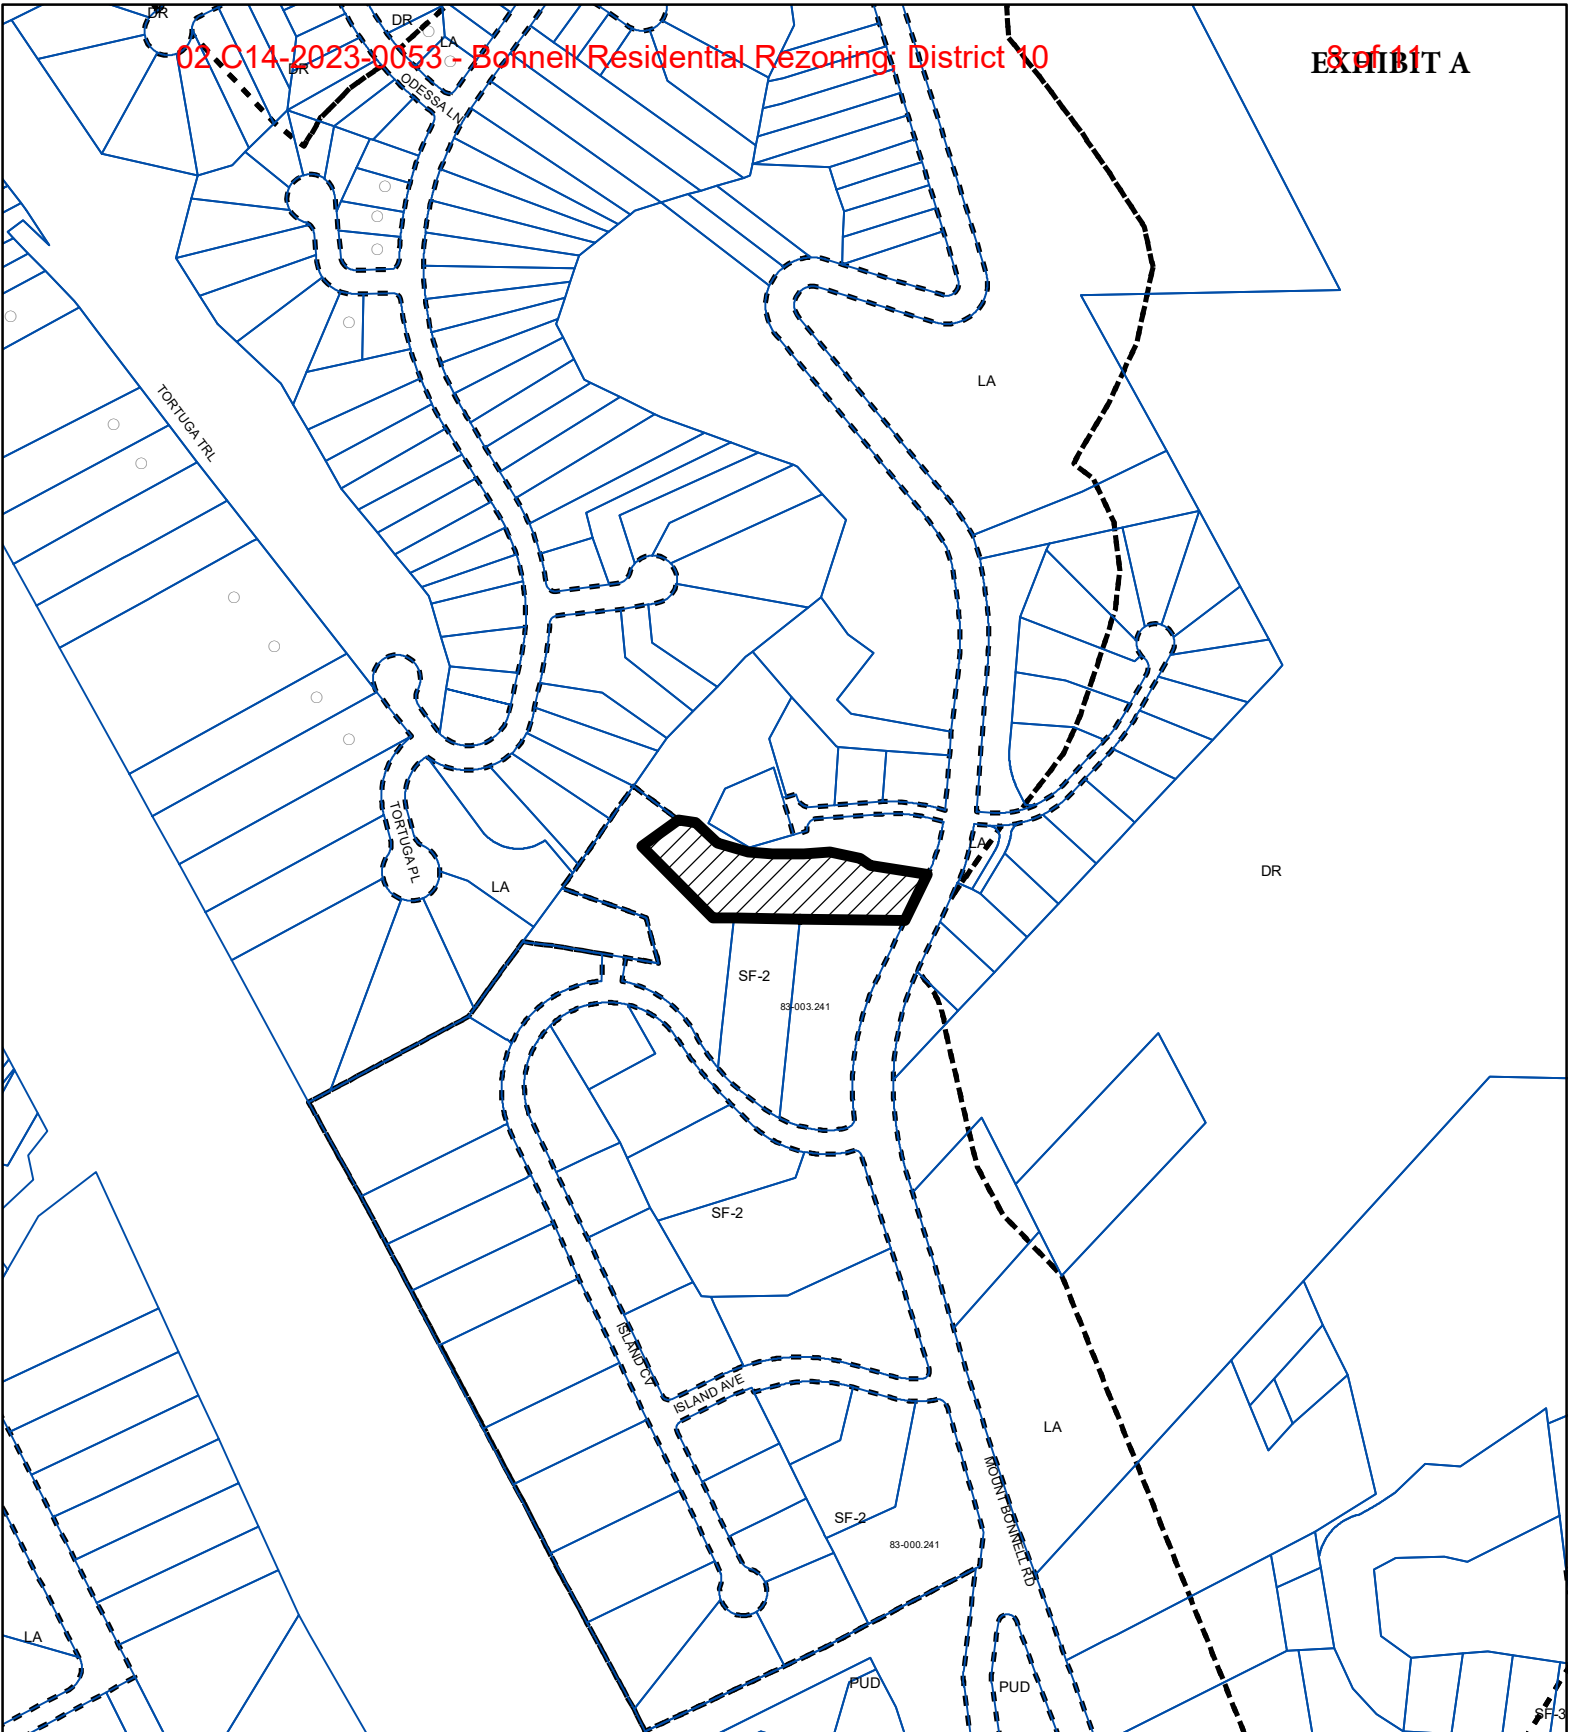 02 C14-2023-0053 - Bonnell Residential Rezoning; District 10
8 of 11
EXHIBIT A
DR
DR
LA
DR
ODESSA LN
TORTUGA TRL
LA
TORTUGA PL
LA
LA
DR
SF-2
83-003.241
SF-2
ISLAND CV
ISLAND AVE
LA
MOUNT BONNELL RD
SF-2
83-000.241
LA
PUD
PUD
SF-3